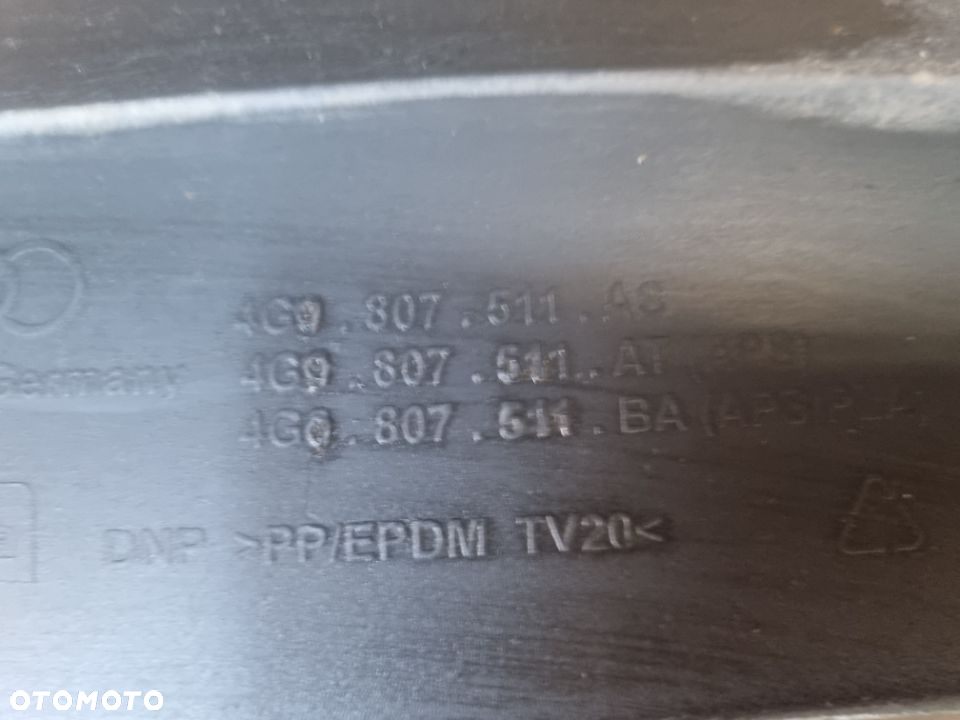 4G9.807.511.AS
4G9.807.511.AT
Germany
4G9.807.511.BA
DNP >PP/EPDM TV20<
OTOMOTO